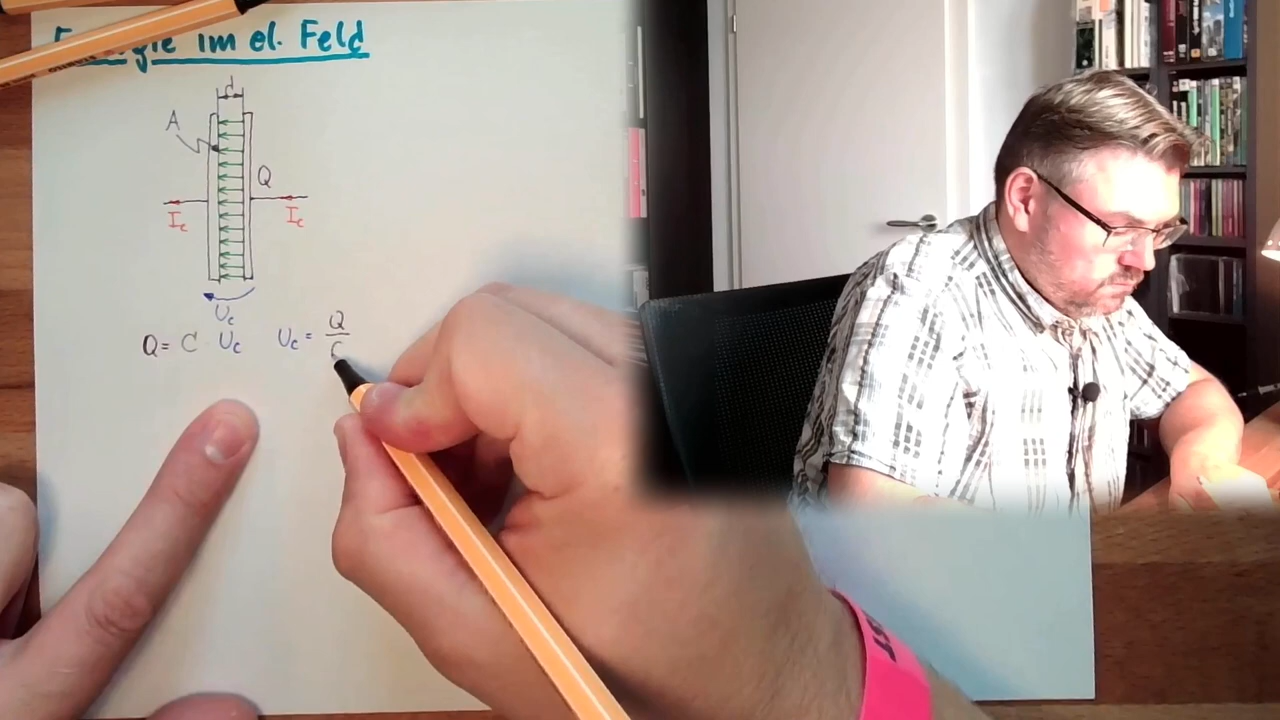 Energie im el. Feld
d
A
Q
Ic
Ic
Uc
Q = C · Uc Uc = Q/C